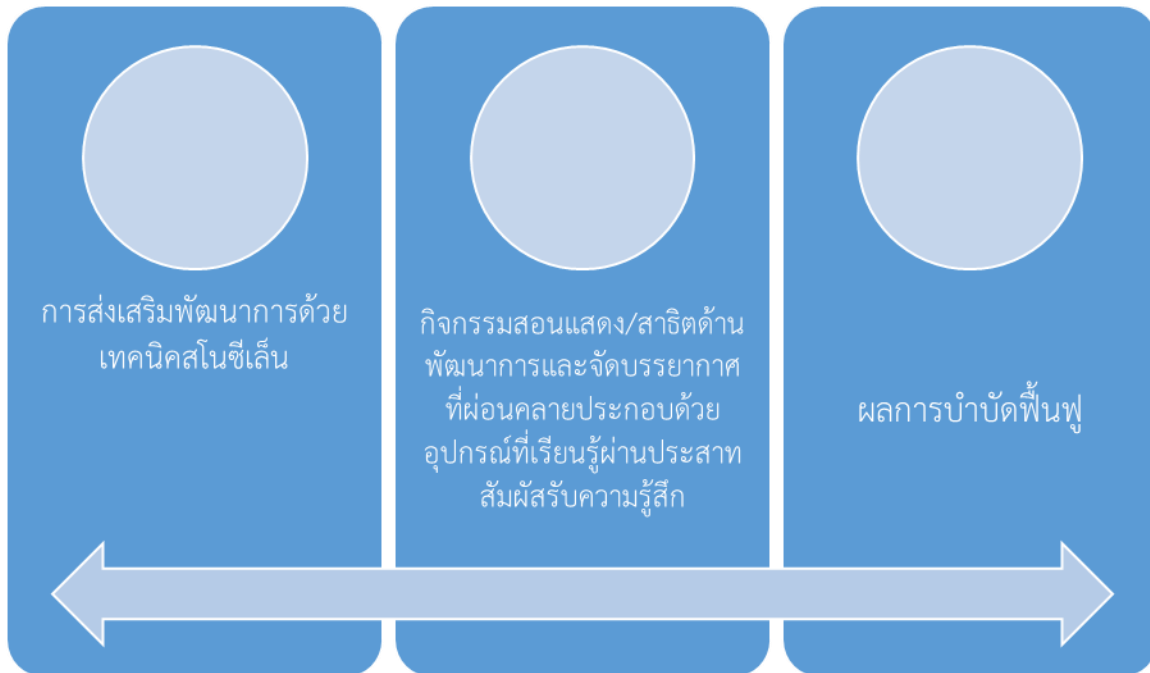 การส่งเสริมพัฒนาการด้วย
เทคนิคสโนซีเล็น
กิจกรรมสอนแสดง/สาธิตด้าน
พัฒนาการและจัดบรรยากาศ
ที่ผ่อนคลายประกอบด้วย
อุปกรณ์ที่เรียนรู้ผ่านประสาท
สัมผัสรับความรู้สึก
ผลการบำบัดฟื้นฟู